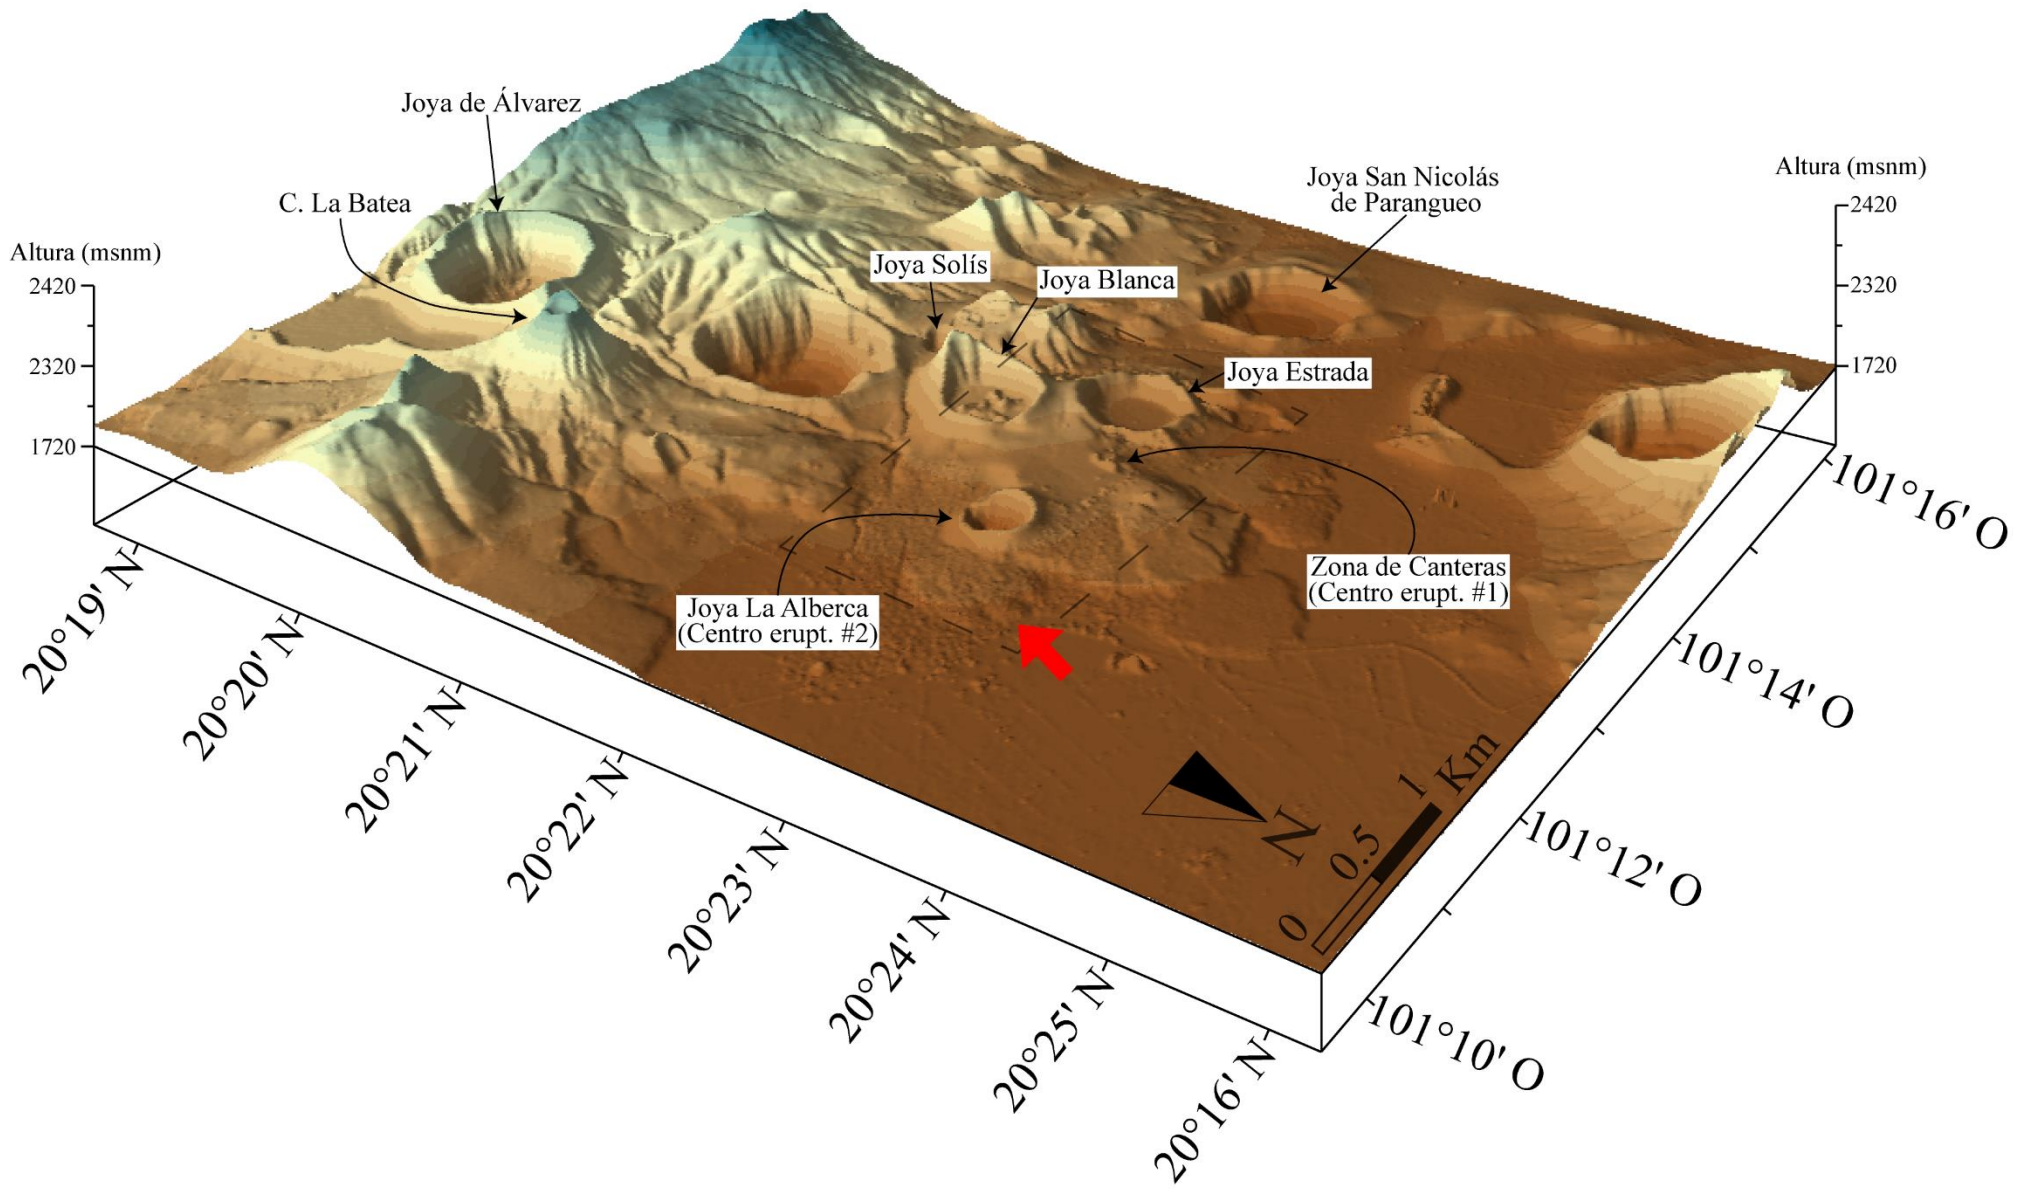 Joya de Álvarez
C. La Batea
Altura (msnm)
2420
2320
1720
Joya Solís
Joya Blanca
Joya San Nicolás
de Parangueo
Altura (msnm)
2420
2320
1720
Joya Estrada
Zona de Canteras
(Centro erupt. #1)
Joya La Alberca
(Centro erupt. #2)
20°19' N
20°20' N
20°21' N
20°22' N
20°23' N
20°24' N
20°25' N
20°16' N
101°16' O
101°14' O
101°12' O
101°10' O
N
0 0.5 1
Km